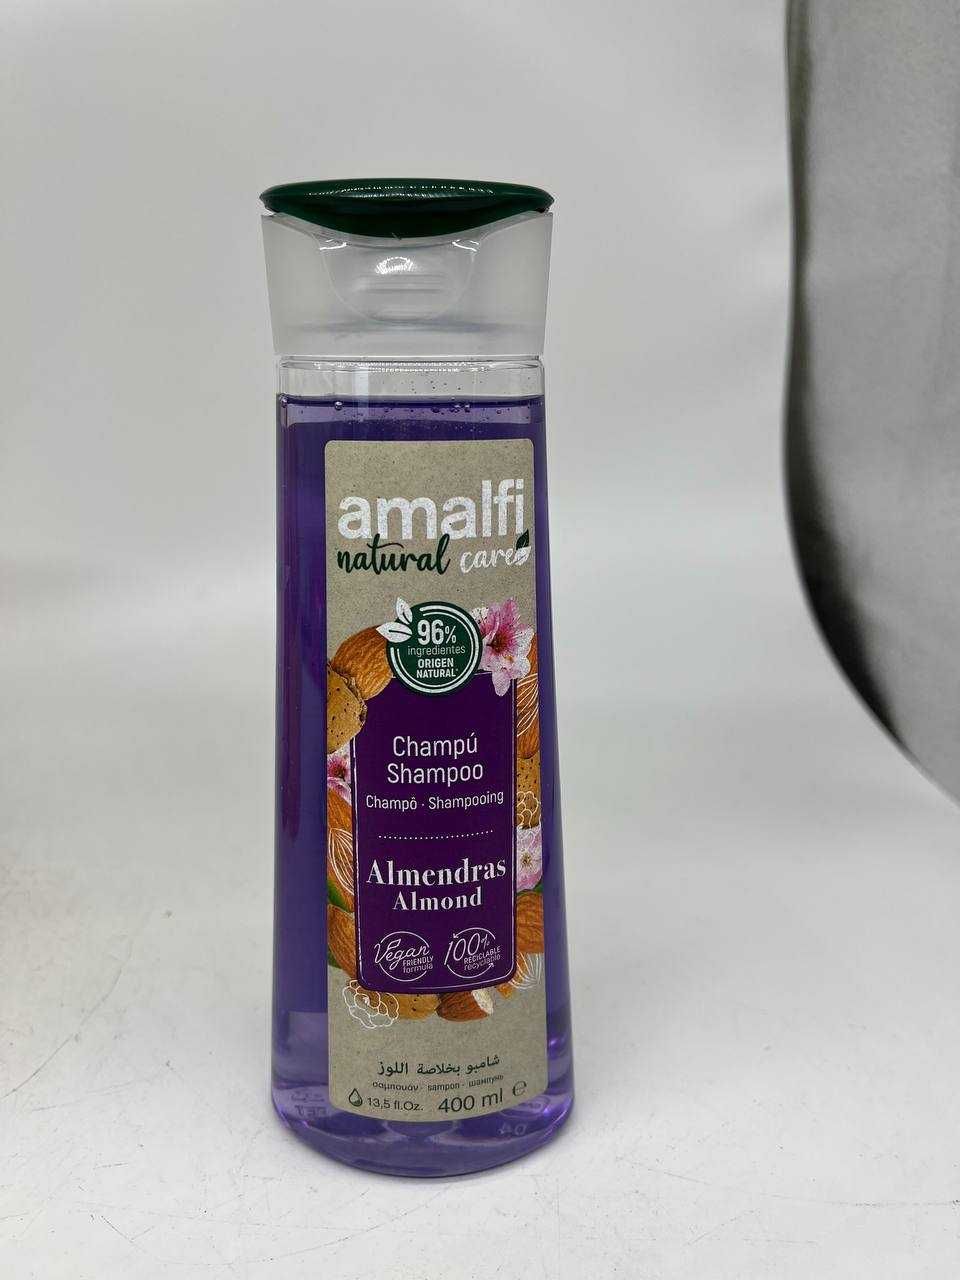 amalfi
natural care
96%
ingredientes
ORIGEN
NATURAL*
Champú
Shampoo
Champô · Shampooing
Almendras
Almond
Vegan
FRIENDLY
formula
100%
RECICLABLE
recyclable
شامبو بخلاصة اللوز
σαμπουάν · sampon · шампунь
13,5 fl.Oz. 400 ml ℮